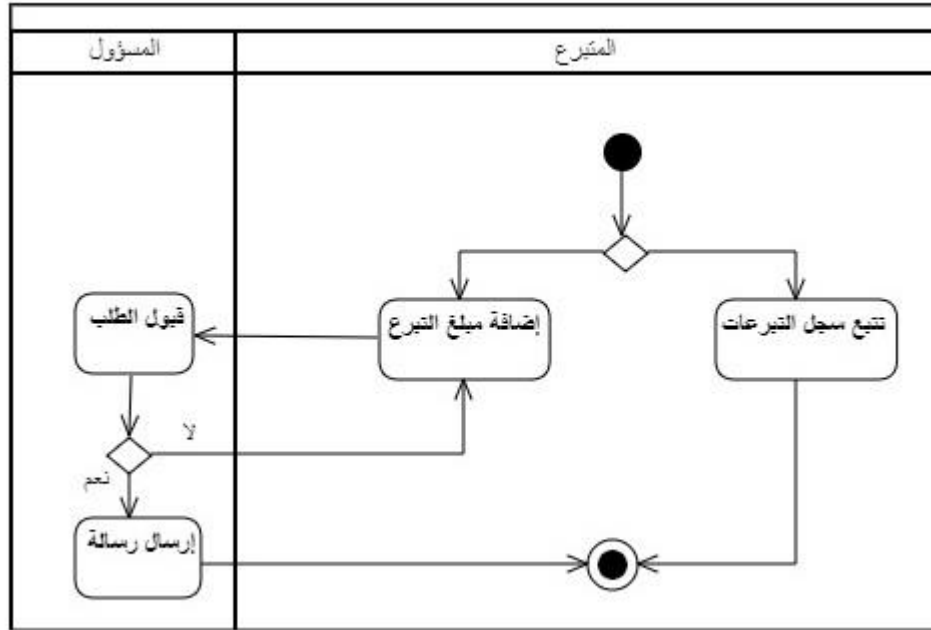 المتبرع
المسؤول
تتبع سجل التبرعات
إضافة مبلغ التبرع
قبول الطلب
لا
نعم
إرسال رسالة